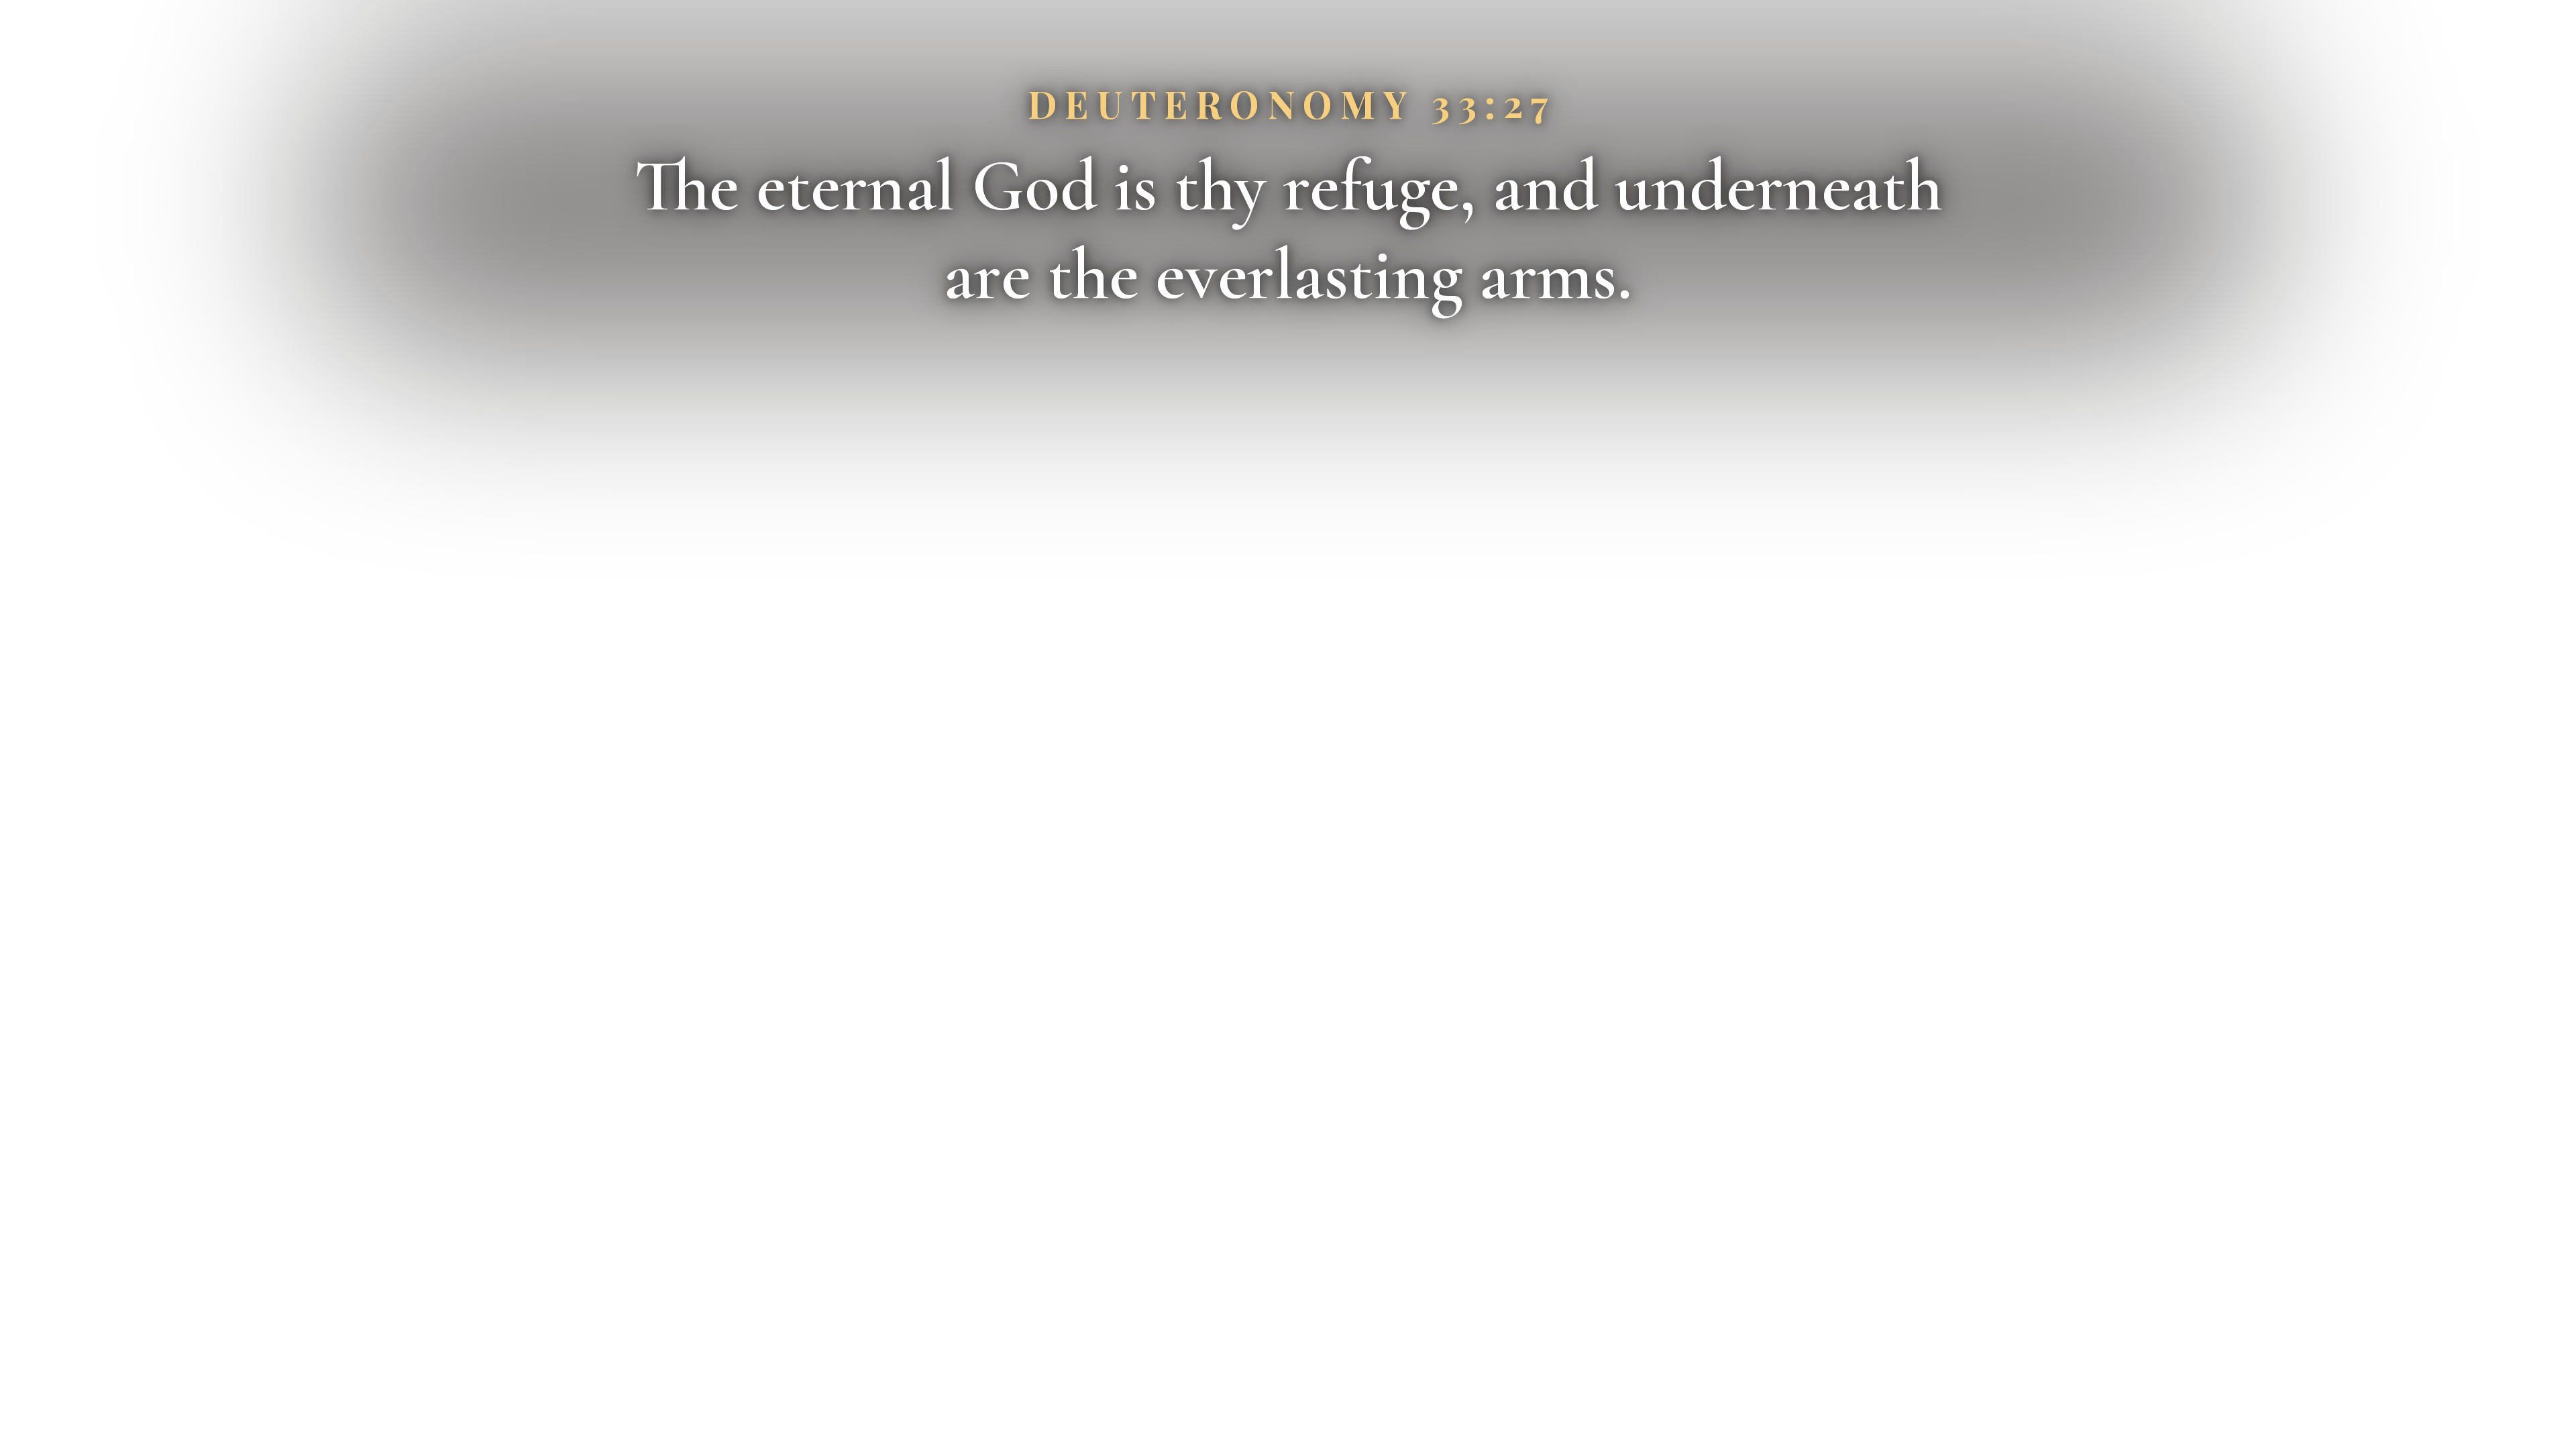 DEUTERONOMY 33:27
The eternal God is thy refuge, and underneath
are the everlasting arms.